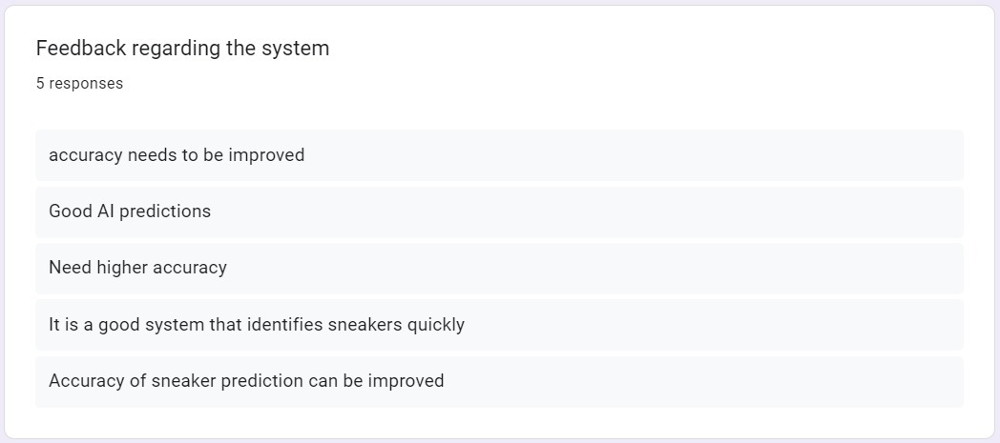 Feedback regarding the system
5 responses
accuracy needs to be improved
Good AI predictions
Need higher accuracy
It is a good system that identifies sneakers quickly
Accuracy of sneaker prediction can be improved